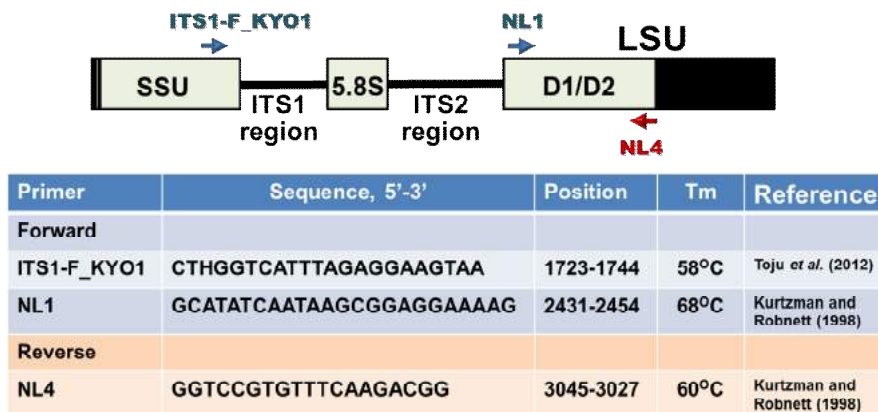 ITS1-F_KYO1 NL1
LSU
SSU 5.8S D1/D2
ITS1 ITS2
region region
NL4
Primer Sequence, 5'-3' Position Tm Reference
Forward
ITS1-F_KYO1 CTHGGTCATTTAGAGGAAGTAA 1723-1744 58°C Toju et al. (2012)
NL1 GCATATCAATAAGCGGAGGAAAAG 2431-2454 68°C Kurtzman and
Robnett (1998)
Reverse
NL4 GGTCCGTGTTTCAAGACGG 3045-3027 60°C Kurtzman and
Robnett (1998)